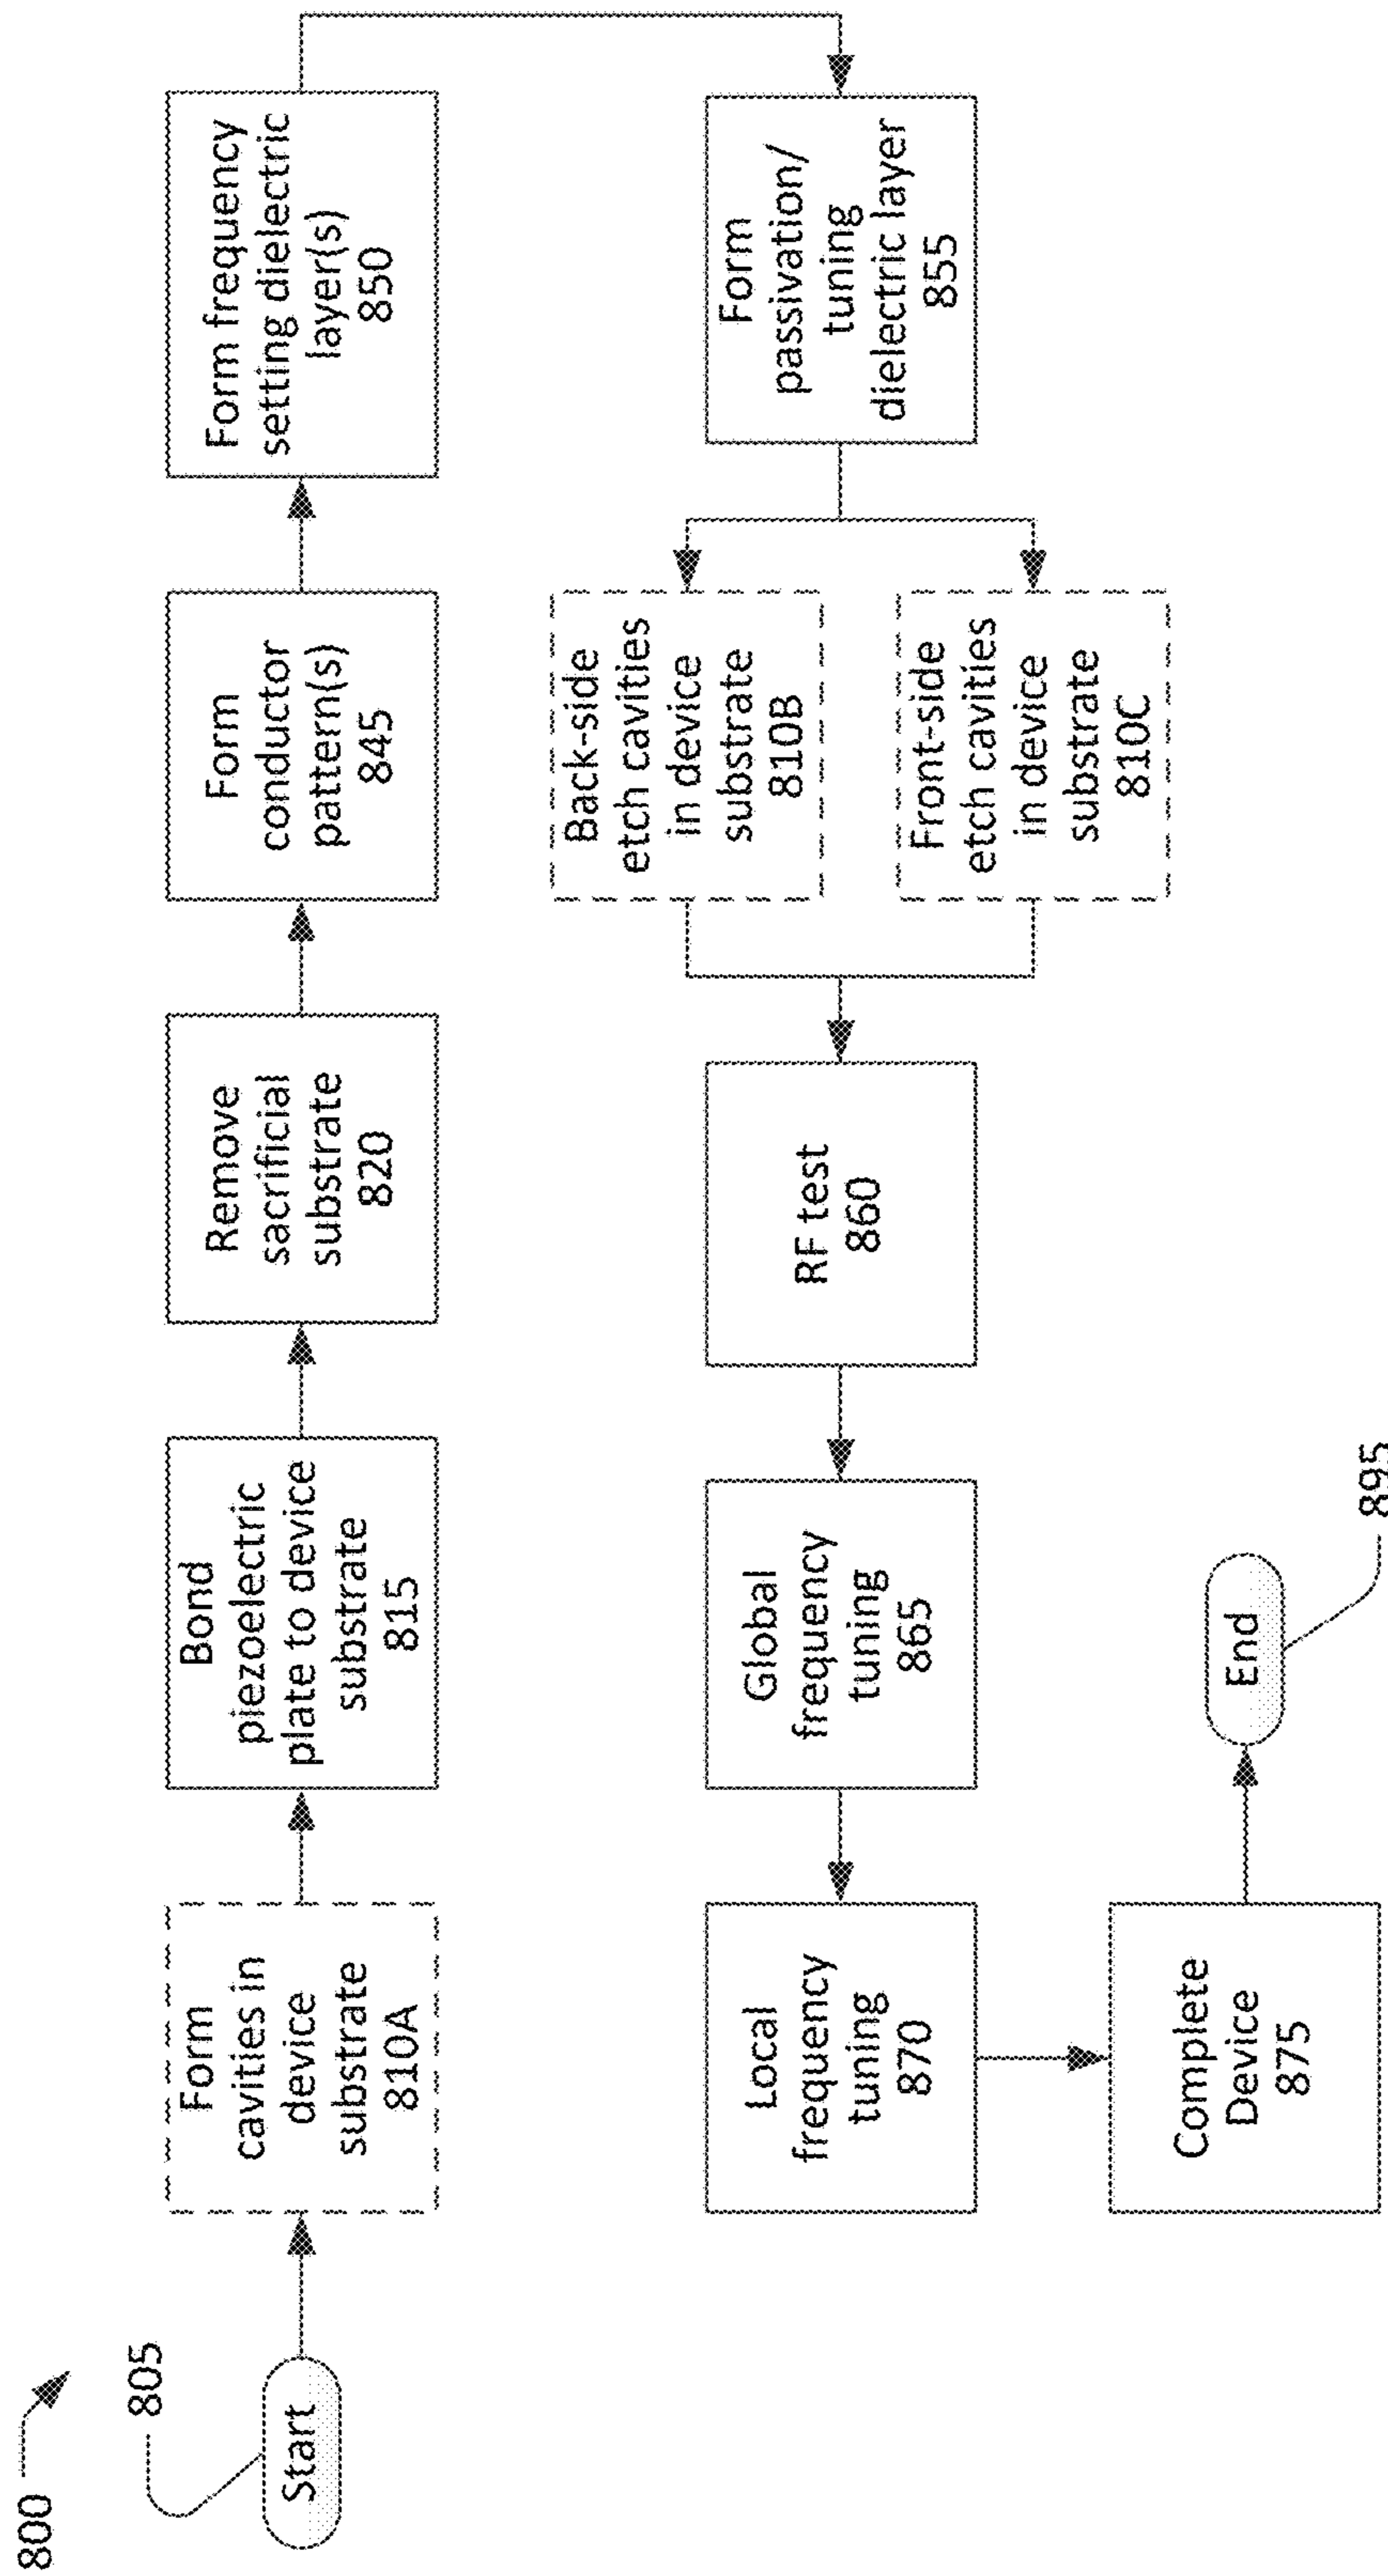 800
805
Start
Form
cavities in
device
substrate
810A
Bond
piezoelectric
plate to device
substrate
815
Remove
sacrificial
substrate
820
Form
conductor
pattern(s)
845
Form frequency
setting dielectric
layer(s)
850
Form
passivation/
tuning
dielectric layer
855
Back-side
etch cavities
in device
substrate
810B
Front-side
etch cavities
in device
substrate
810C
RF test
860
Global
frequency
tuning
865
Local
frequency
tuning
870
Complete
Device
875
End
895